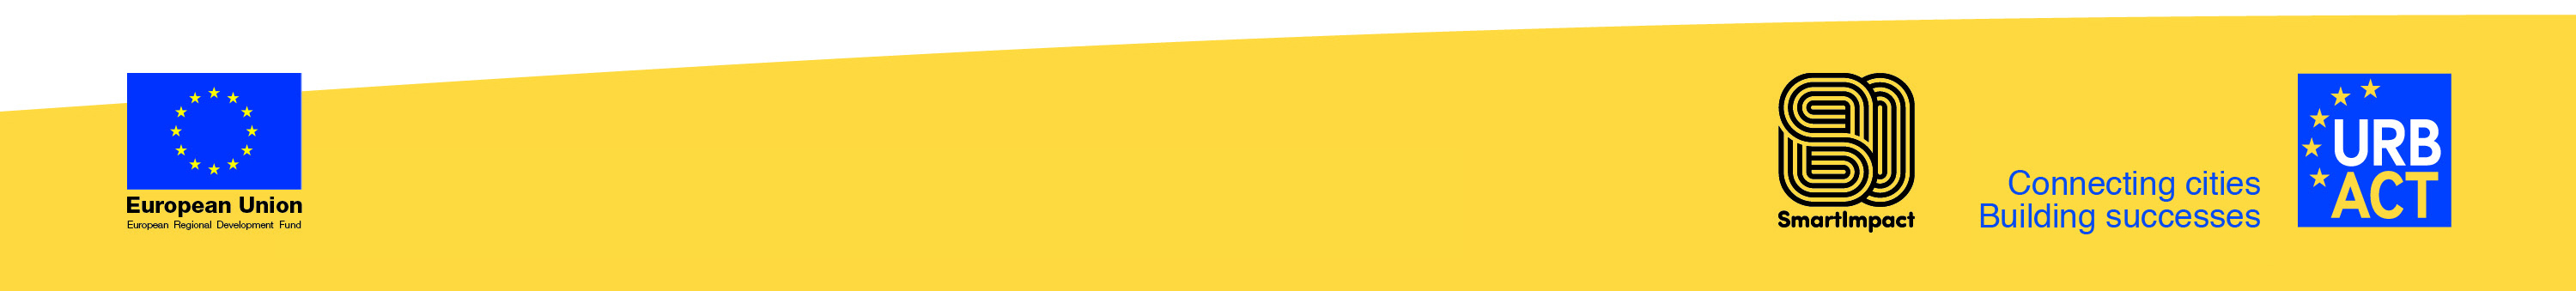 European Union
European Regional Development Fund
SmartImpact
Connecting cities
Building successes
URB
ACT